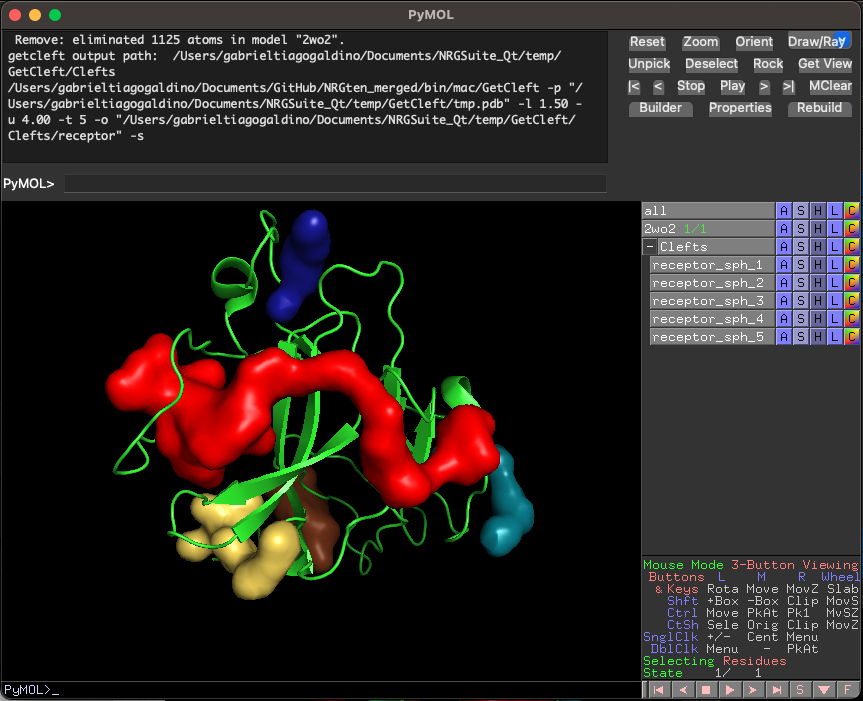 PyMOL
Remove: eliminated 1125 atoms in model "2wo2".
getcleft output path:  /Users/gabrieltiagogaldino/Documents/NRGSuite_Qt/temp/
GetCleft/Clefts
/Users/gabrieltiagogaldino/Documents/GitHub/NRGten_merged/bin/mac/GetCleft -p "/
Users/gabrieltiagogaldino/Documents/NRGSuite_Qt/temp/GetCleft/tmp.pdb" -l 1.50 -
u 4.00 -t 5 -o "/Users/gabrieltiagogaldino/Documents/NRGSuite_Qt/temp/GetCleft/
Clefts/receptor" -s
Reset Zoom Orient Draw/Ray
Unpick Deselect Rock Get View
|< < Stop Play > >| MClear
Builder Properties Rebuild
PyMOL>
all A S H L C
2wo2 1/1 A S H L C
- Clefts A S H L C
receptor_sph_1 A S H L C
receptor_sph_2 A S H L C
receptor_sph_3 A S H L C
receptor_sph_4 A S H L C
receptor_sph_5 A S H L C
Mouse Mode 3-Button Viewing
Buttons L M R Wheel
& Keys Rota Move MovZ Slab
Shft +Box -Box Clip MovS
Ctrl Move PkAt Pk1 MvSZ
CtSh Sele Orig Clip MovZ
SnglClk +/- Cent Menu
DblClk Menu - PkAt
Selecting Residues
State 1/ 1
PyMOL>_
S F